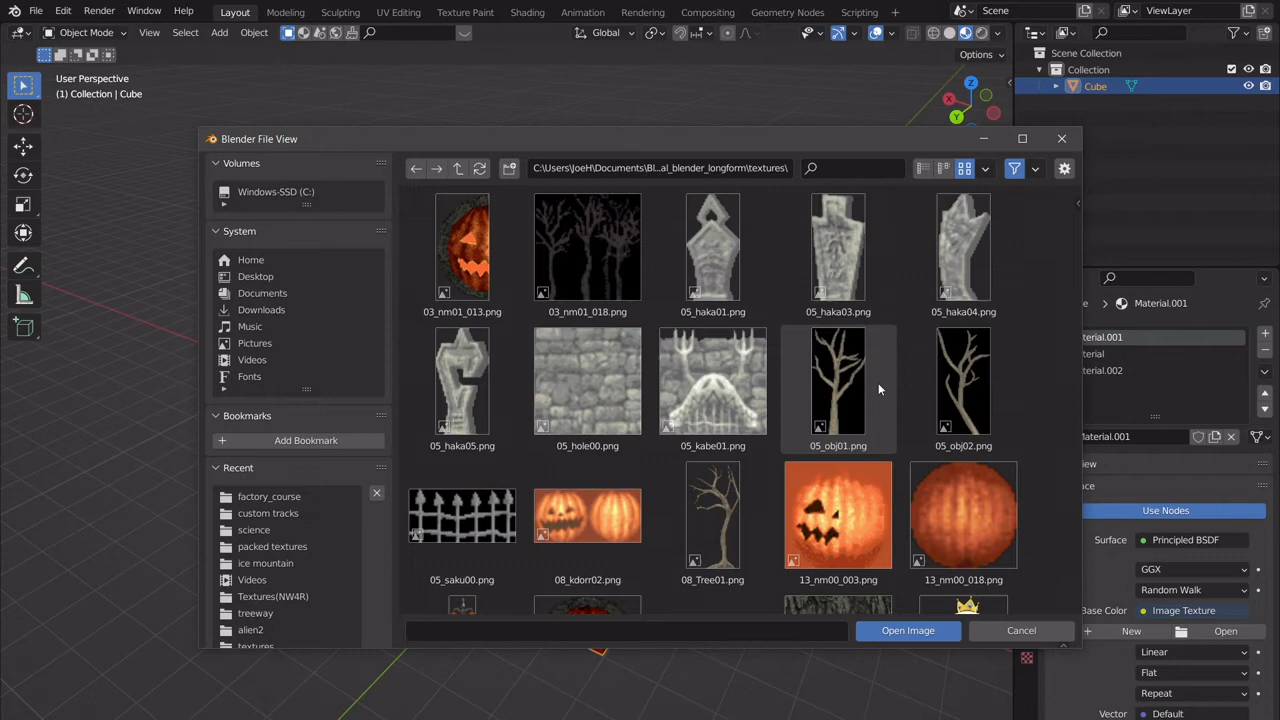 File Edit Render Window Help Layout Modeling Sculpting UV Editing Texture Paint Shading Animation Rendering Compositing Geometry Nodes Scripting Scene ViewLayer
Object Mode View Select Add Object Global
Options
User Perspective
(1) Collection | Cube
Z
X
Y
Scene Collection
Collection
Cube
Blender File View
Volumes
Windows-SSD (C:)
System
Home
Desktop
Documents
Downloads
Music
Pictures
Videos
Fonts
Bookmarks
Add Bookmark
Recent
factory_course
custom tracks
science
packed textures
ice mountain
Videos
Textures(NW4R)
treeway
alien2
textures
C:\Users\JoeH\Documents\Bl...al_blender_longform\textures\
03_nm01_013.png 03_nm01_018.png 05_haka01.png 05_haka03.png 05_haka04.png
05_haka05.png 05_hole00.png 05_kabe01.png 05_obj01.png 05_obj02.png
05_saku00.png 08_kdorr02.png 08_Tree01.png 13_nm00_003.png 13_nm00_018.png
Open Image Cancel
e Material.001
terial.001
terial
terial.002
Material.001
ew
ace
Use Nodes
Surface Principled BSDF
GGX
Random Walk
Base Color Image Texture
New Open
Linear
Flat
Repeat
Vector Default